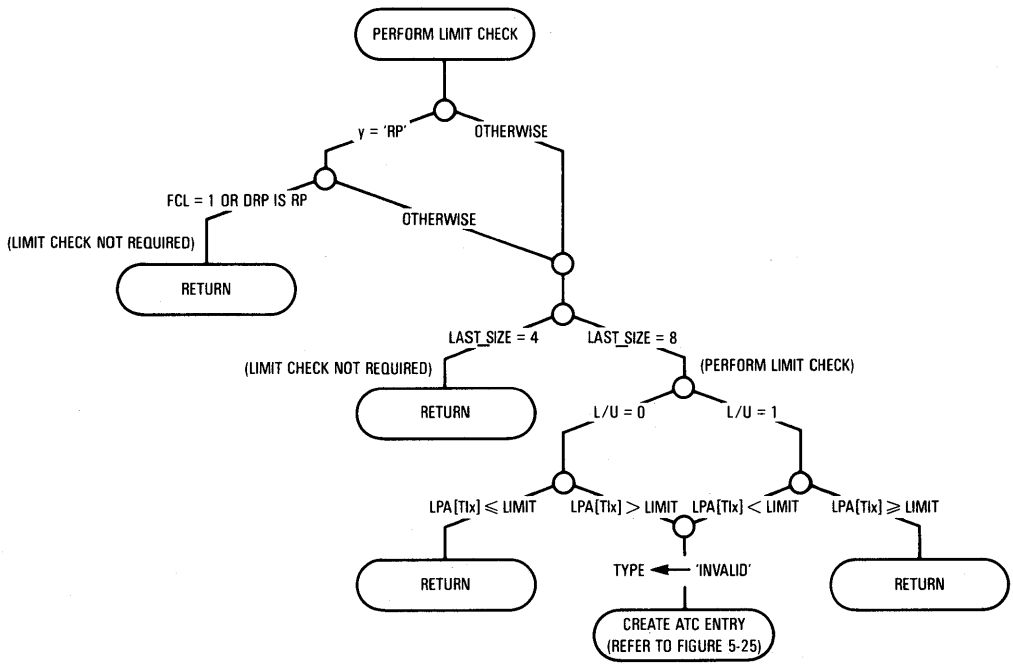 PERFORM LIMIT CHECK
y = 'RP'
OTHERWISE
FCL = 1 OR DRP IS RP
OTHERWISE
(LIMIT CHECK NOT REQUIRED)
RETURN
LAST_SIZE = 4
LAST_SIZE = 8
(LIMIT CHECK NOT REQUIRED)
(PERFORM LIMIT CHECK)
RETURN
L/U = 0
L/U = 1
LPA[TIx] ⩽ LIMIT
LPA[TIx] > LIMIT
LPA[TIx] < LIMIT
LPA[TIx] ⩾ LIMIT
RETURN
TYPE ← 'INVALID'
RETURN
CREATE ATC ENTRY
(REFER TO FIGURE 5-25)